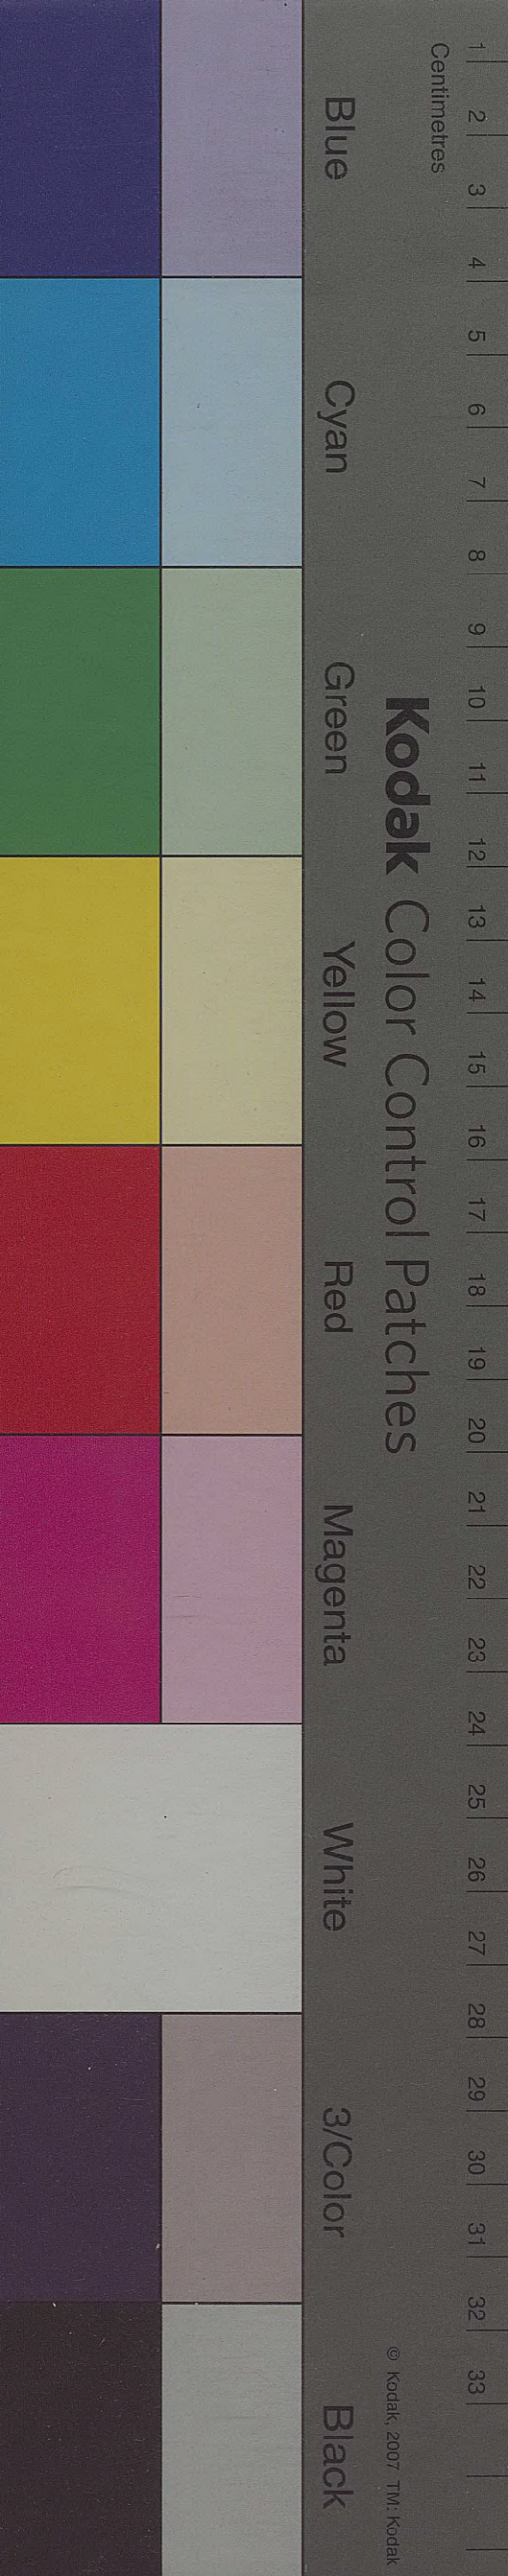 Centimetres
1 2 3 4 5 6 7 8 9 10 11 12 13 14 15 16 17 18 19 20 21 22 23 24 25 26 27 28 29 30 31 32 33
Kodak Color Control Patches
© Kodak, 2007 TM: Kodak
Blue Cyan Green Yellow Red Magenta White 3/Color Black